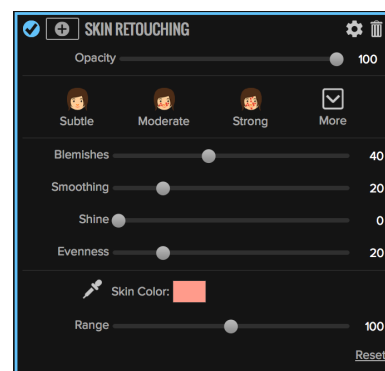 SKIN RETOUCHING
Opacity 100
Subtle Moderate Strong More
Blemishes 40
Smoothing 20
Shine 0
Evenness 20
Skin Color:
Range 100
Reset